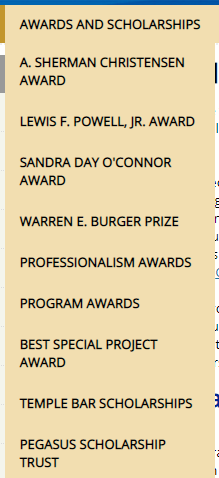 AWARDS AND SCHOLARSHIPS
A. SHERMAN CHRISTENSEN
AWARD
LEWIS F. POWELL, JR. AWARD
SANDRA DAY O'CONNOR
AWARD
WARREN E. BURGER PRIZE
PROFESSIONALISM AWARDS
PROGRAM AWARDS
BEST SPECIAL PROJECT
AWARD
TEMPLE BAR SCHOLARSHIPS
PEGASUS SCHOLARSHIP
TRUST